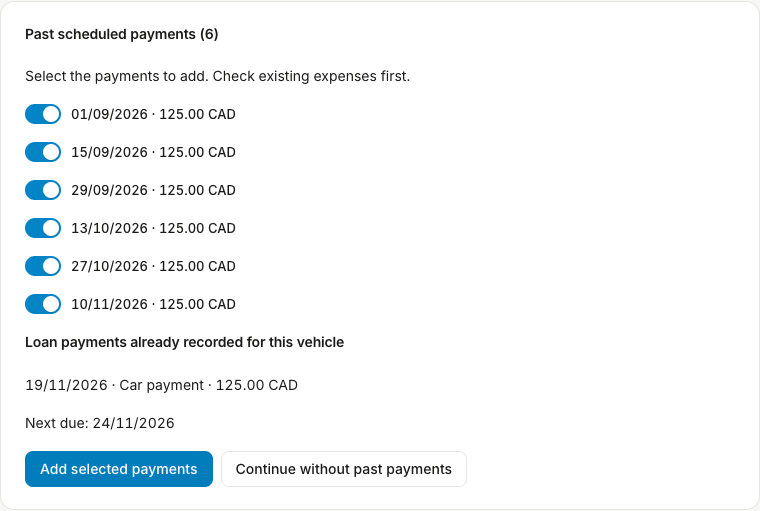 Past scheduled payments (6)
Select the payments to add. Check existing expenses first.
01/09/2026 · 125.00 CAD
15/09/2026 · 125.00 CAD
29/09/2026 · 125.00 CAD
13/10/2026 · 125.00 CAD
27/10/2026 · 125.00 CAD
10/11/2026 · 125.00 CAD
Loan payments already recorded for this vehicle
19/11/2026 · Car payment · 125.00 CAD
Next due: 24/11/2026
Add selected payments
Continue without past payments